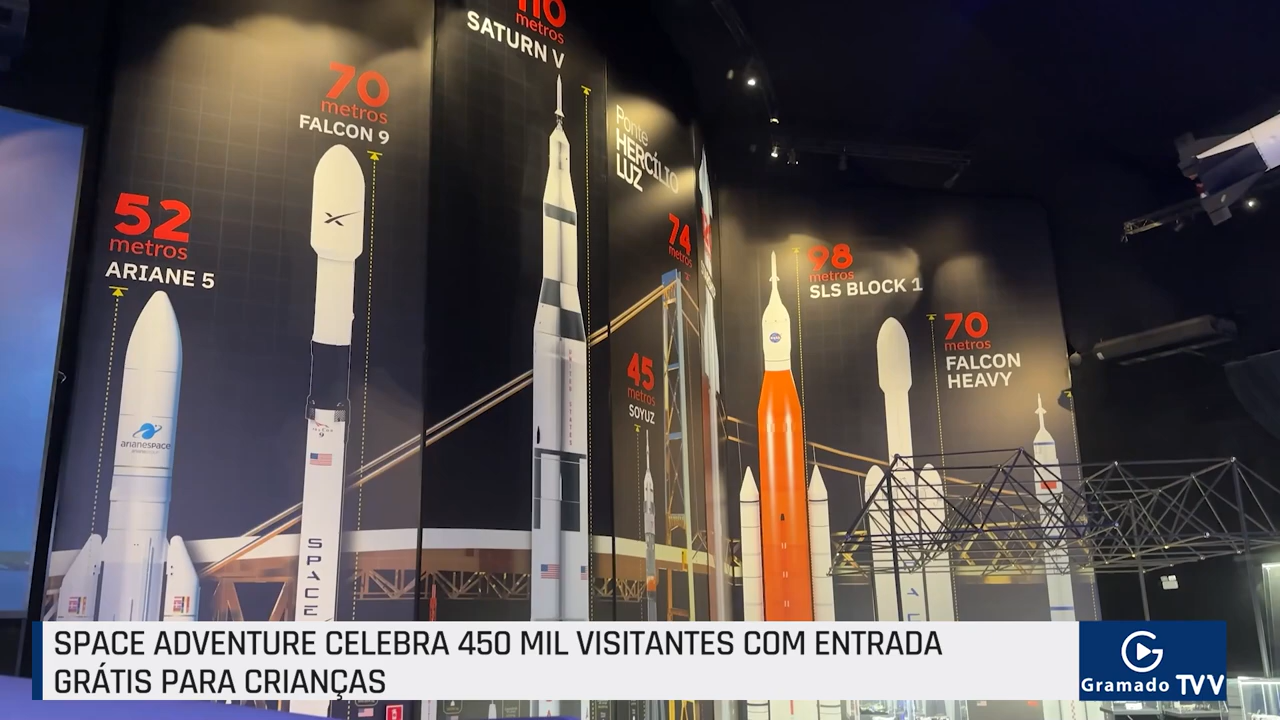 110
metros
SATURN V
70
metros
FALCON 9
52
metros
ARIANE 5
Ponte
HERCÍLIO
LUZ
74
metros
45
metros
SOYUZ
98
metros
SLS BLOCK 1
70
metros
FALCON
HEAVY
arianespace
SPACE
SPACE ADVENTURE CELEBRA 450 MIL VISITANTES COM ENTRADA
GRÁTIS PARA CRIANÇAS
Gramado TVV